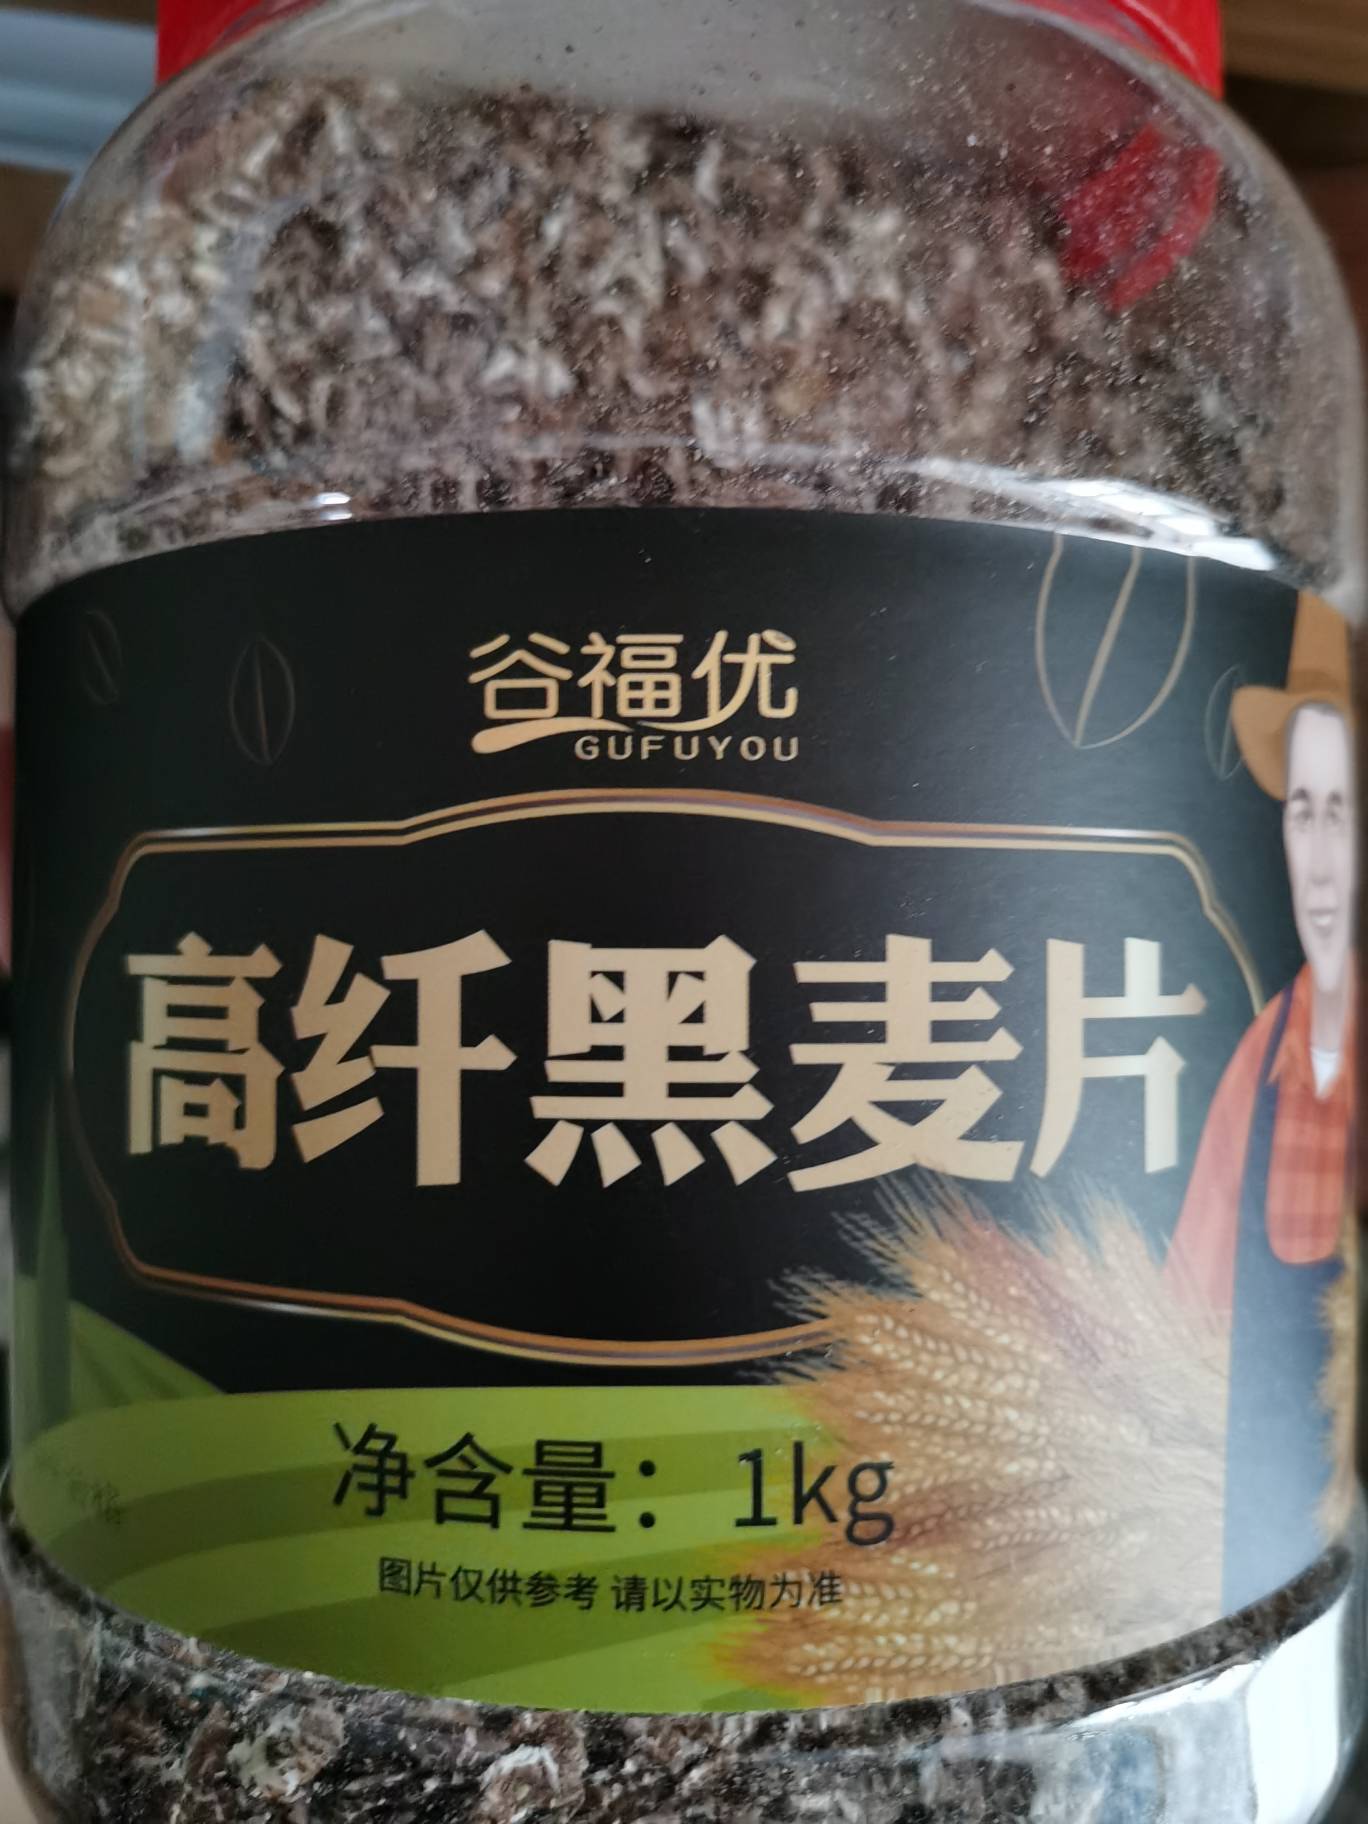 谷福优
GUFUYOU
高纤黑麦片
净含量：1kg
图片仅供参考 请以实物为准